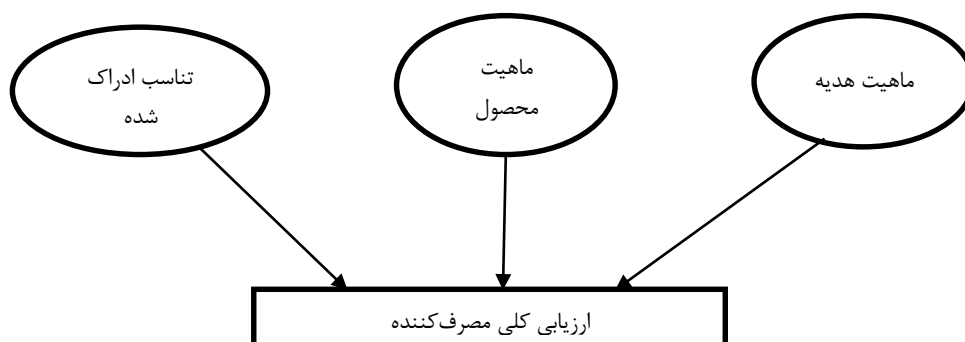 ماهیت هدیه
ماهیت
محصول
تناسب ادراک
شده
ارزیابی کلی مصرف‌کننده